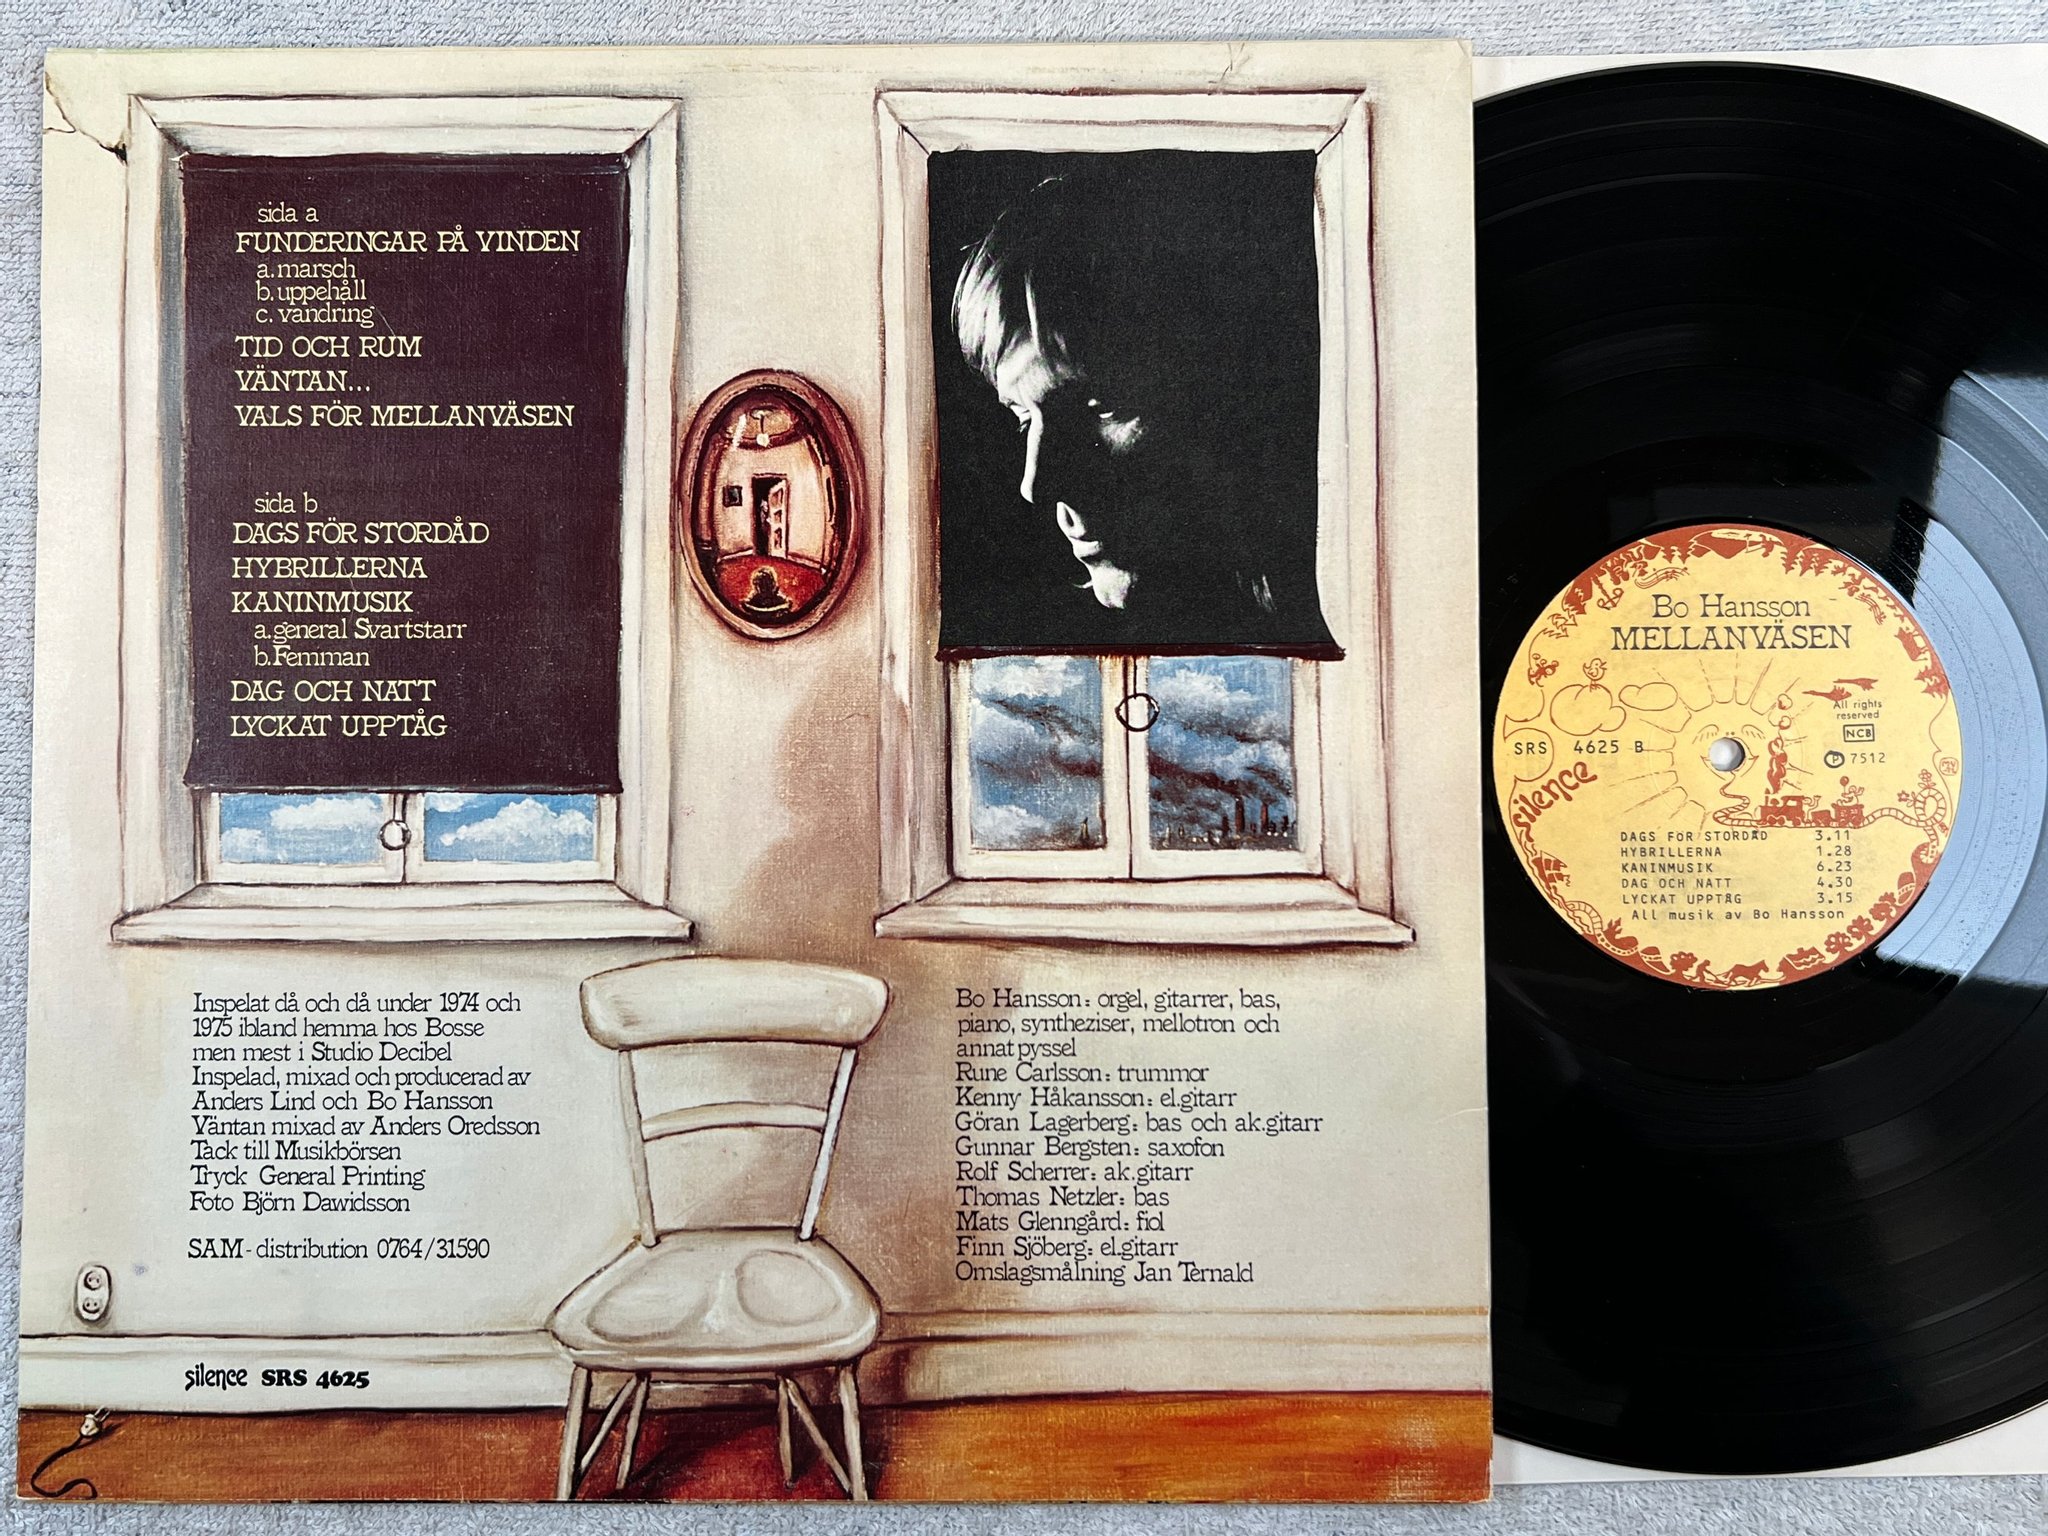 sida a
FUNDERINGAR PÅ VINDEN
a. marsch
b. uppehåll
c. vandring
TID OCH RUM
VÄNTAN...
VALS FÖR MELLANVÄSEN
sida b
DAGS FÖR STORDÅD
HYBRILLERNA
KANINMUSIK
a. general Svartstarr
b. Femman
DAG OCH NATT
LYCKAT UPPTÅG
Inspelat då och då under 1974 och
1975 ibland hemma hos Bosse
men mest i Studio Decibel
Inspelad, mixad och producerad av
Anders Lind och Bo Hansson
Väntan mixad av Anders Oredsson
Tack till Musikbörsen
Tryck General Printing
Foto Björn Dawidsson
SAM-distribution 0764/31590
silence SRS 4625
Bo Hansson: orgel, gitarrer, bas,
piano, syntheziser, mellotron och
annat pyssel
Rune Carlsson: trummor
Kenny Håkansson: el.gitarr
Göran Lagerberg: bas och ak.gitarr
Gunnar Bergsten: saxofon
Rolf Scherrer: ak.gitarr
Thomas Netzler: bas
Mats Glenngård: fiol
Finn Sjöberg: el.gitarr
Omslagsmålning Jan Ternald
Bo Hansson
MELLANVÄSEN
All rights
reserved
NCB
SRS 4625 B
Ⓟ 7512
silence
DAGS FÖR STORDÅD 3.11
HYBRILLERNA 1.28
KANINMUSIK 6.23
DAG OCH NATT 4.30
LYCKAT UPPTÅG 3.15
All musik av Bo Hansson